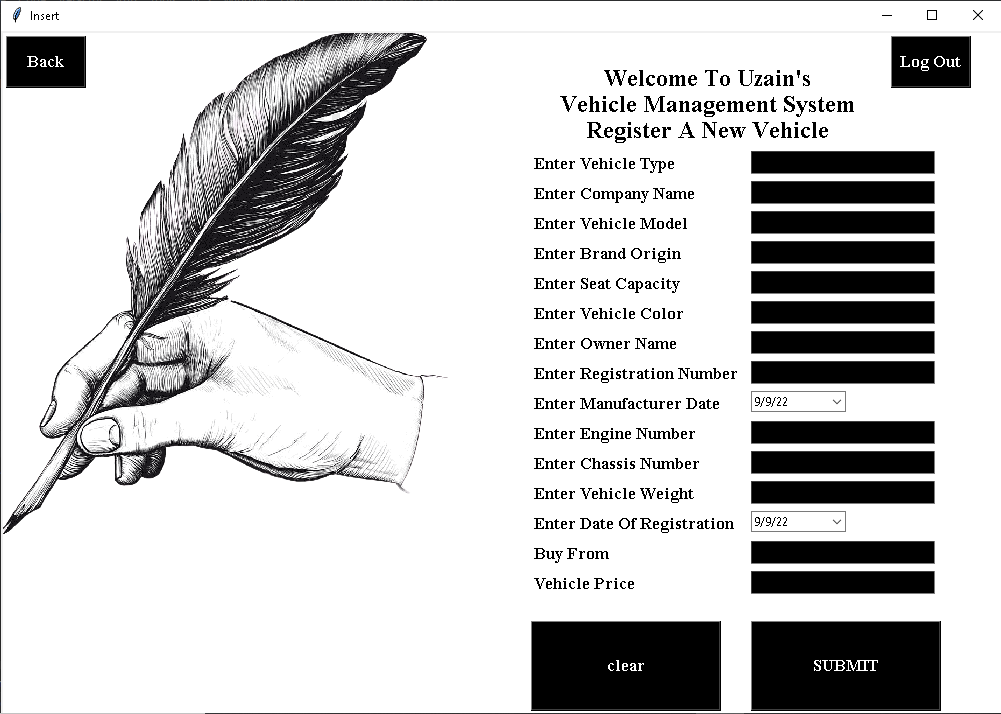 Insert
Back
Log Out
Welcome To Uzain's
Vehicle Management System
Register A New Vehicle
Enter Vehicle Type
Enter Company Name
Enter Vehicle Model
Enter Brand Origin
Enter Seat Capacity
Enter Vehicle Color
Enter Owner Name
Enter Registration Number
Enter Manufacturer Date 9/9/22
Enter Engine Number
Enter Chassis Number
Enter Vehicle Weight
Enter Date Of Registration 9/9/22
Buy From
Vehicle Price
clear
SUBMIT